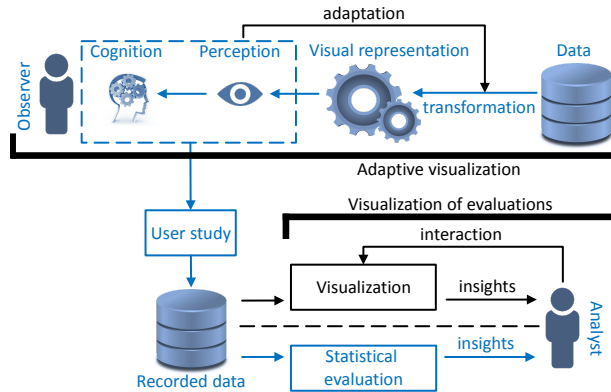 adaptation
Cognition
Perception
Visual representation
Data
Observer
transformation
Adaptive visualization
Visualization of evaluations
User study
interaction
Visualization
insights
Analyst
insights
Statistical
evaluation
Recorded data